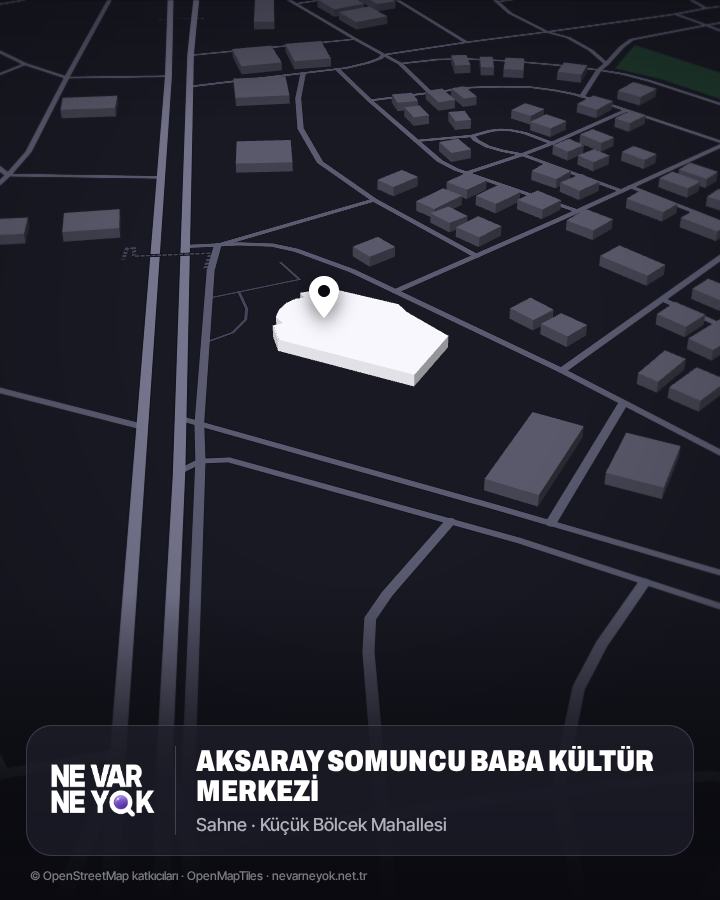 NE VAR
NE YOK
AKSARAY SOMUNCU BABA KÜLTÜR
MERKEZİ
Sahne · Küçük Bölcek Mahallesi
© OpenStreetMap katkıcıları · OpenMapTiles · nevarneyok.net.tr